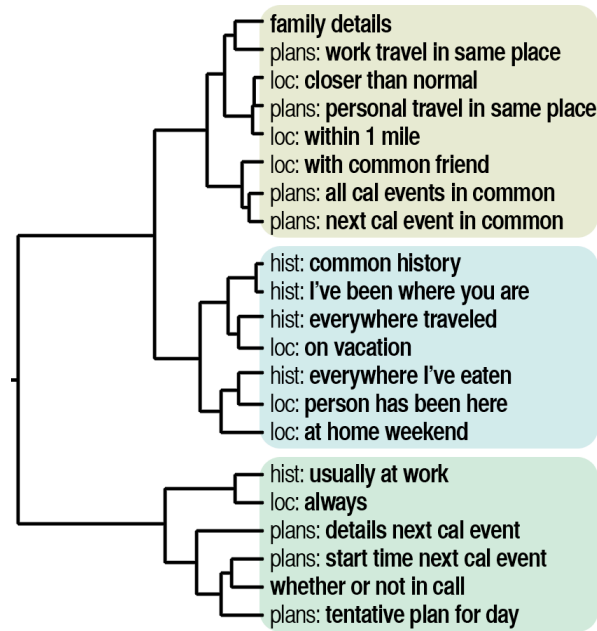 family details
plans: work travel in same place
loc: closer than normal
plans: personal travel in same place
loc: within 1 mile
loc: with common friend
plans: all cal events in common
plans: next cal event in common
hist: common history
hist: I've been where you are
hist: everywhere traveled
loc: on vacation
hist: everywhere I've eaten
loc: person has been here
loc: at home weekend
hist: usually at work
loc: always
plans: details next cal event
plans: start time next cal event
whether or not in call
plans: tentative plan for day